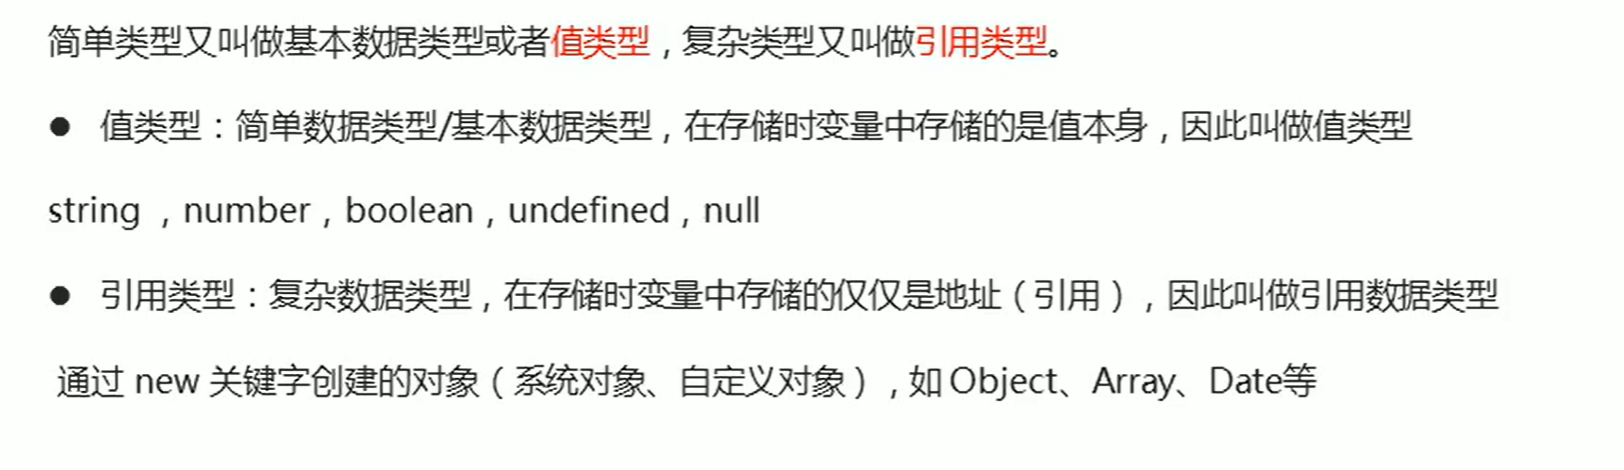 简单类型又叫做基本数据类型或者值类型，复杂类型又叫做引用类型。
● 值类型：简单数据类型/基本数据类型，在存储时变量中存储的是值本身，因此叫做值类型
string ，number，boolean，undefined，null
● 引用类型：复杂数据类型，在存储时变量中存储的仅仅是地址（引用），因此叫做引用数据类型
通过 new 关键字创建的对象（系统对象、自定义对象），如 Object、Array、Date等